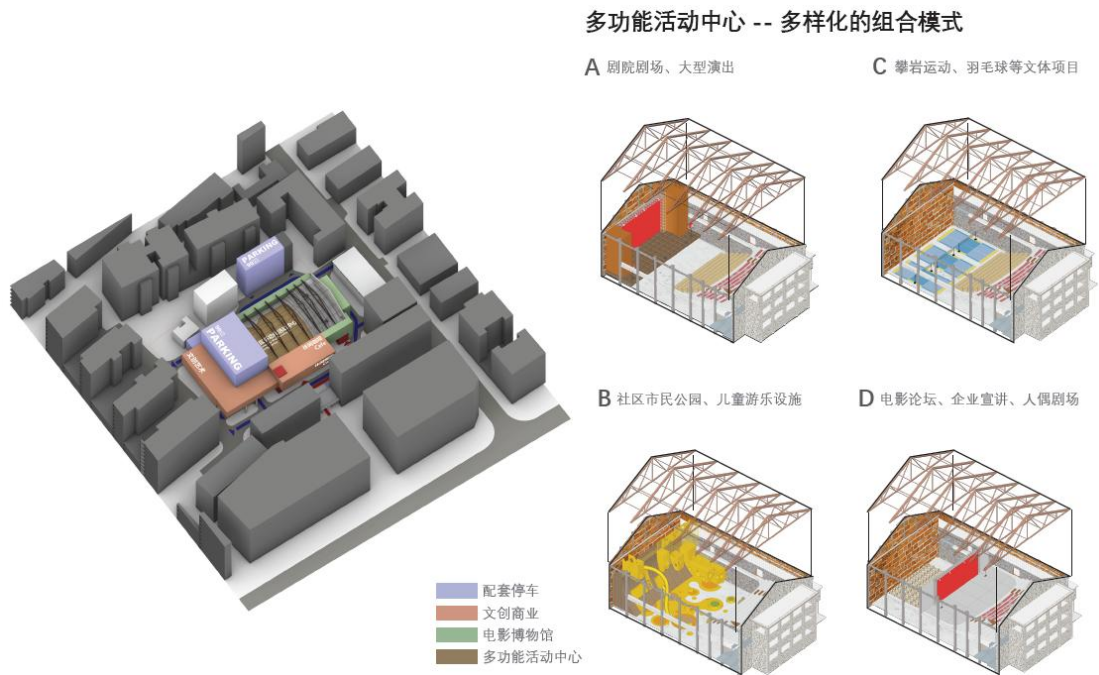 多功能活动中心 -- 多样化的组合模式
A 剧院剧场、大型演出
C 攀岩运动、羽毛球等文体项目
B 社区市民公园、儿童游乐设施
D 电影论坛、企业宣讲、人偶剧场
PARKING
PARKING
Cafe
配套停车
文创商业
电影博物馆
多功能活动中心